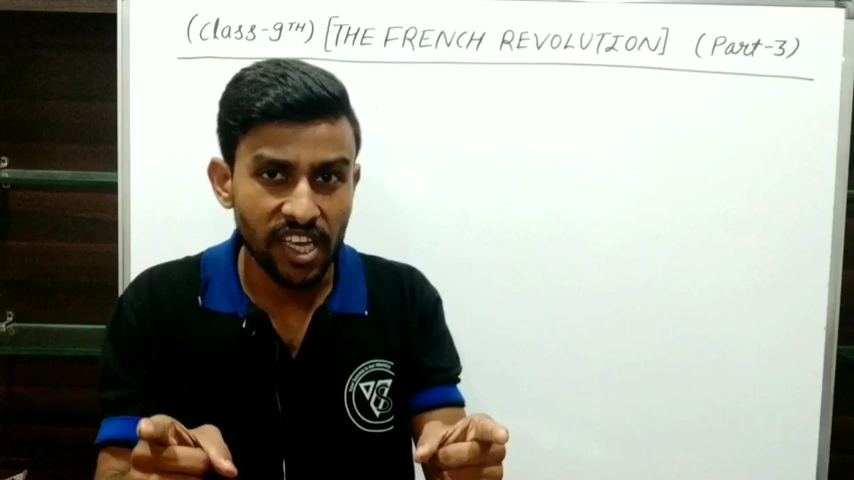 (Class-9TH) [THE FRENCH REVOLUTION] (Part-3)